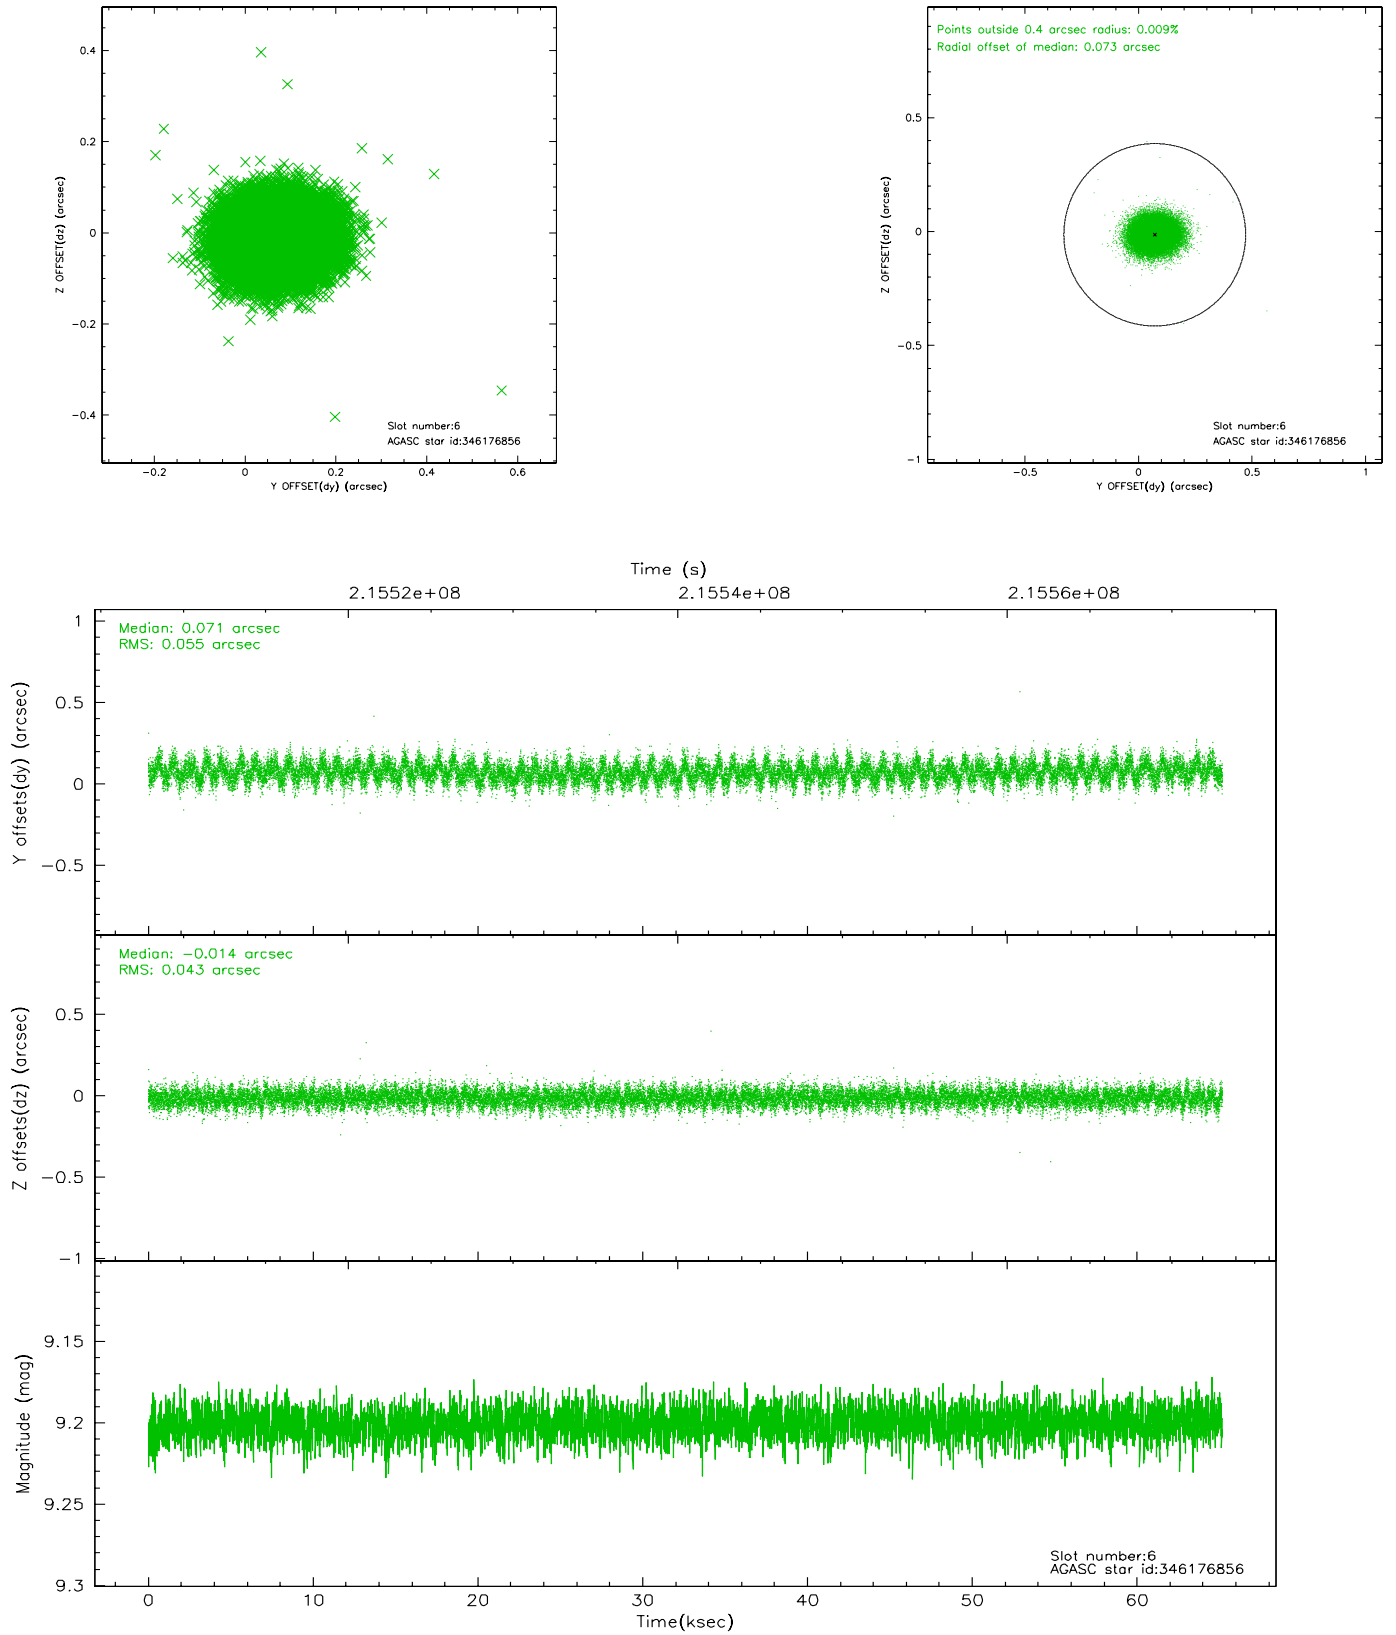 0.4
0.2
0
−0.2
−0.4
Z OFFSET(dz) (arcsec)
Slot number:6
AGASC star id:346176856
−0.2 0 0.2 0.4 0.6
Y OFFSET(dy) (arcsec)
Points outside 0.4 arcsec radius: 0.009%
Radial offset of median: 0.073 arcsec
0.5
0
−0.5
−1
Z OFFSET(dz) (arcsec)
Slot number:6
AGASC star id:346176856
−0.5 0 0.5 1
Y OFFSET(dy) (arcsec)
Time (s)
2.1552e+08 2.1554e+08 2.1556e+08
Median: 0.071 arcsec
RMS: 0.055 arcsec
1
0.5
0
−0.5
Y offsets(dy) (arcsec)
Median: −0.014 arcsec
RMS: 0.043 arcsec
0.5
0
−0.5
−1
Z offsets(dz) (arcsec)
9.15
9.2
9.25
9.3
Magnitude (mag)
Slot number:6
AGASC star id:346176856
0 10 20 30 40 50 60
Time(ksec)